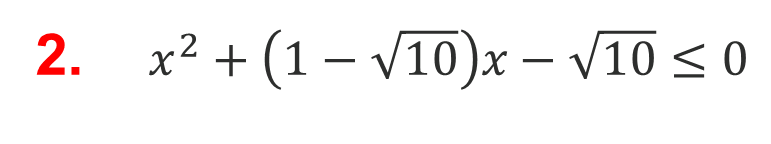 2. x² + (1 − √10)x − √10 ≤ 0